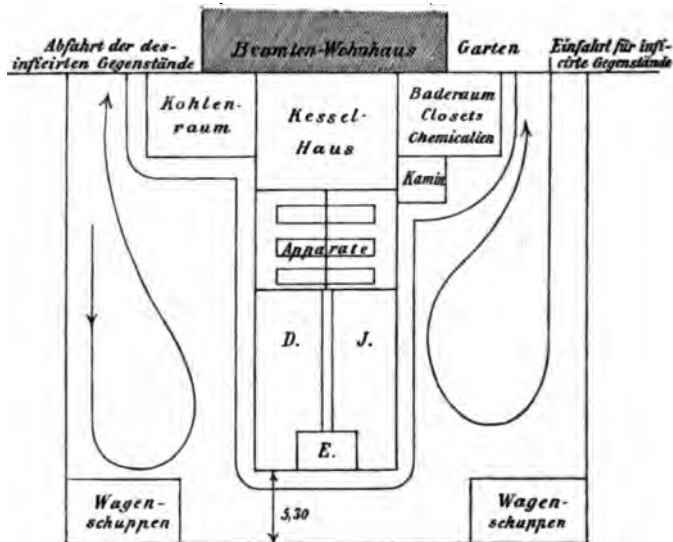 Abfahrt der des-
inficirten Gegenstände
Beamten-Wohnhaus
Garten
Einfahrt für infi-
cirte Gegenstände
Kohlen-
raum
Kessel-
Haus
Baderaum
Closets
Chemicalien
Kamin
Apparate
D.
J.
E.
Wagen-
schuppen
5,30
Wagen-
schuppen